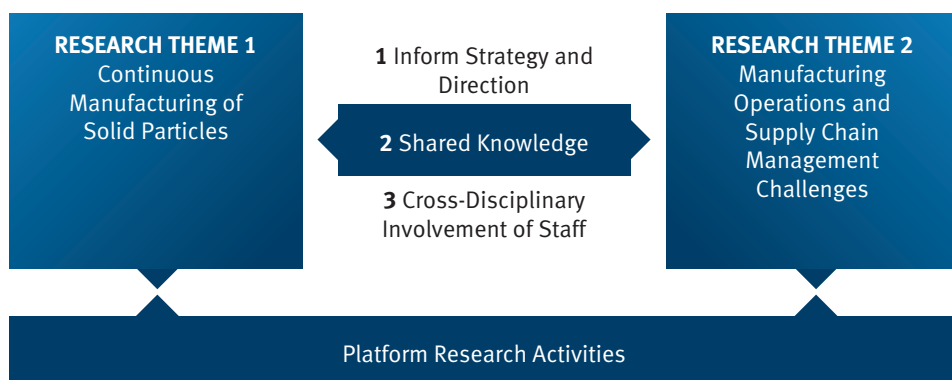 RESEARCH THEME 1
Continuous
Manufacturing of
Solid Particles
1 Inform Strategy and
Direction
2 Shared Knowledge
3 Cross-Disciplinary
Involvement of Staff
RESEARCH THEME 2
Manufacturing
Operations and
Supply Chain
Management
Challenges
Platform Research Activities